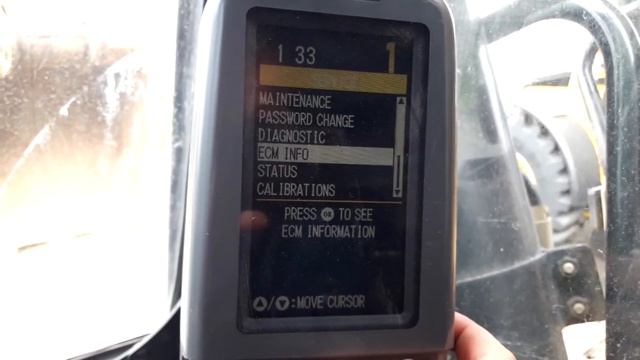 1 33 1
MAINTENANCE
PASSWORD CHANGE
DIAGNOSTIC
ECM INFO
STATUS
CALIBRATIONS
PRESS OK TO SEE
ECM INFORMATION
:MOVE CURSOR